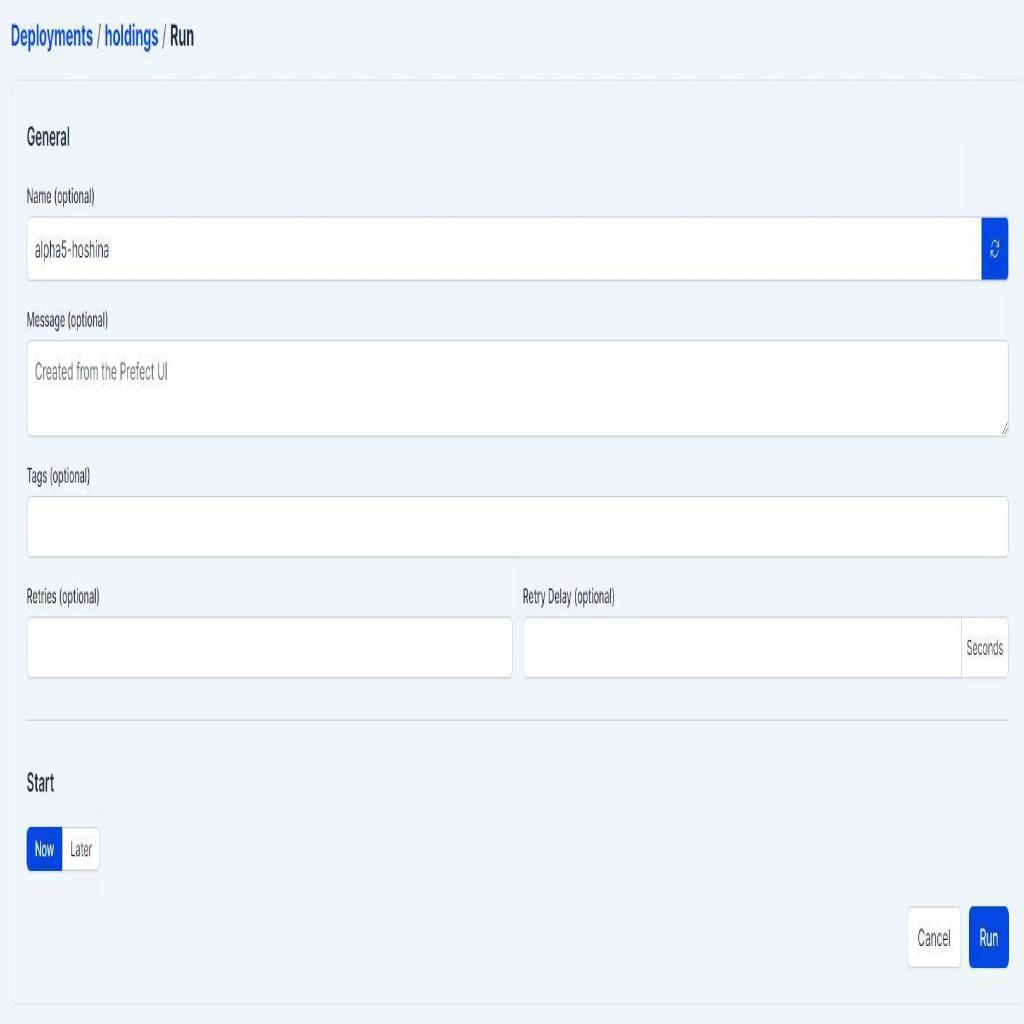 Deployments / holdings / Run
General
Name (optional)
alpha5-hoshina
Message (optional)
Created from the Prefect UI
Tags (optional)
Retries (optional) Retry Delay (optional)
Seconds
Start
Now Later
Cancel Run